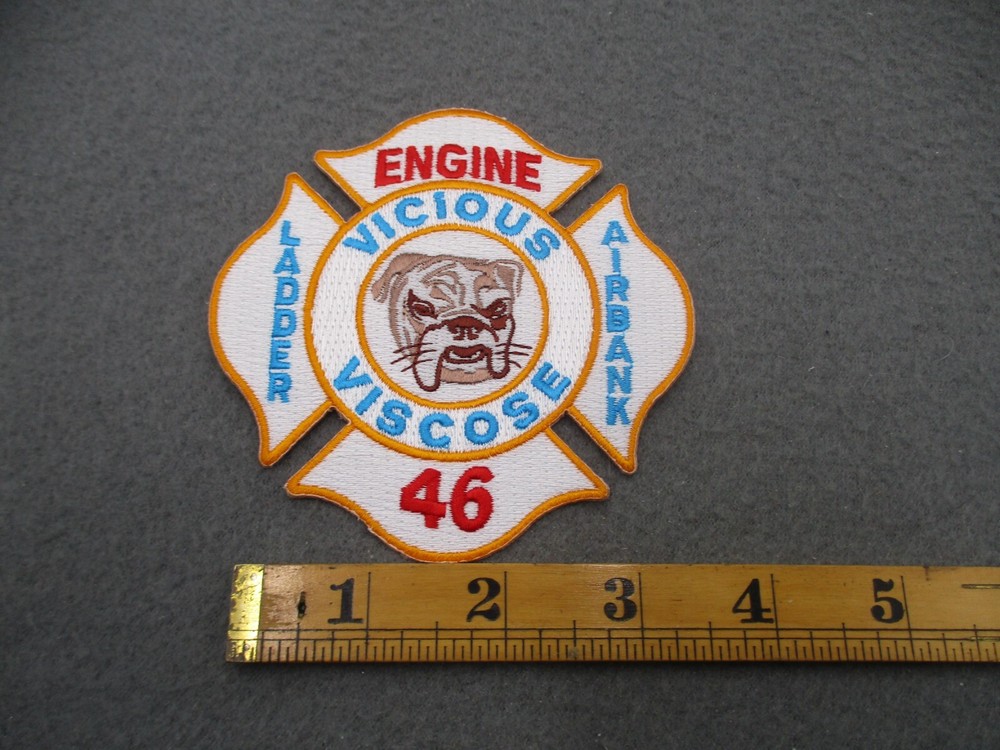 ENGINE
VICIOUS
LADDER
AIRBANK
VISCOSE
46
1 2 3 4 5